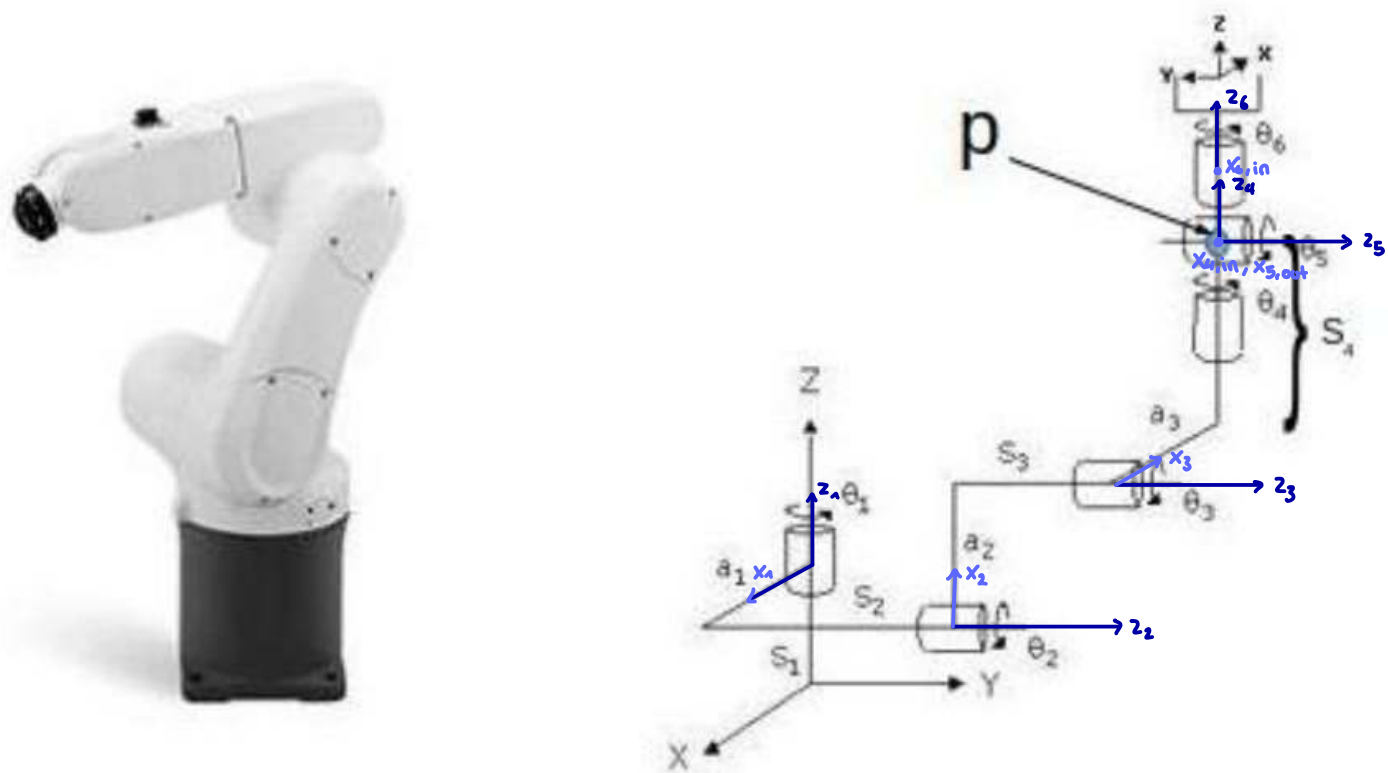 Z
X
Y
z₆
θ₆
p
x₆,in
z₄
z₅
θ₅
x₄,in, x₅,out
θ₄
S₄
Z
a₃
S₃
x₃
z₃
θ₃
z₁
θ₁
a₂
a₁
x₁
x₂
S₂
z₂
θ₂
S₁
Y
X